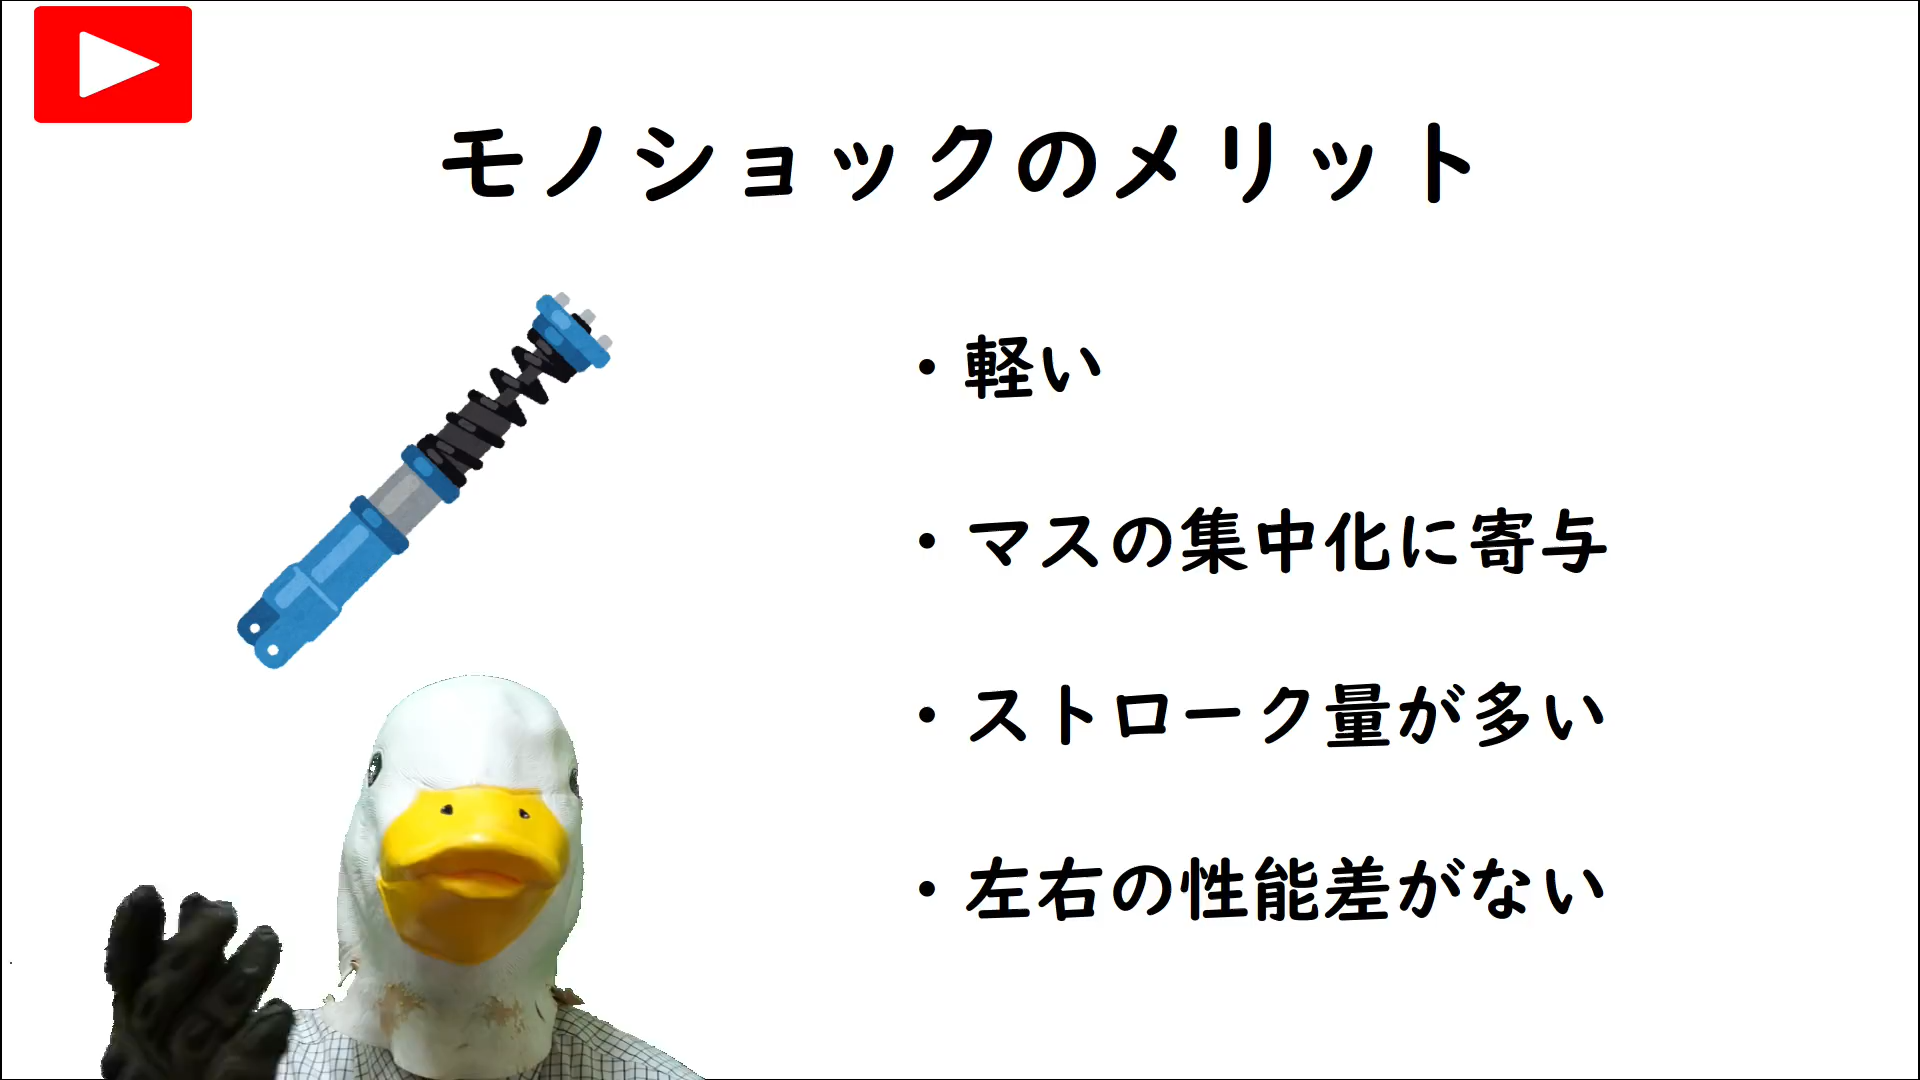 モノショックのメリット
・軽い
・マスの集中化に寄与
・ストローク量が多い
・左右の性能差がない